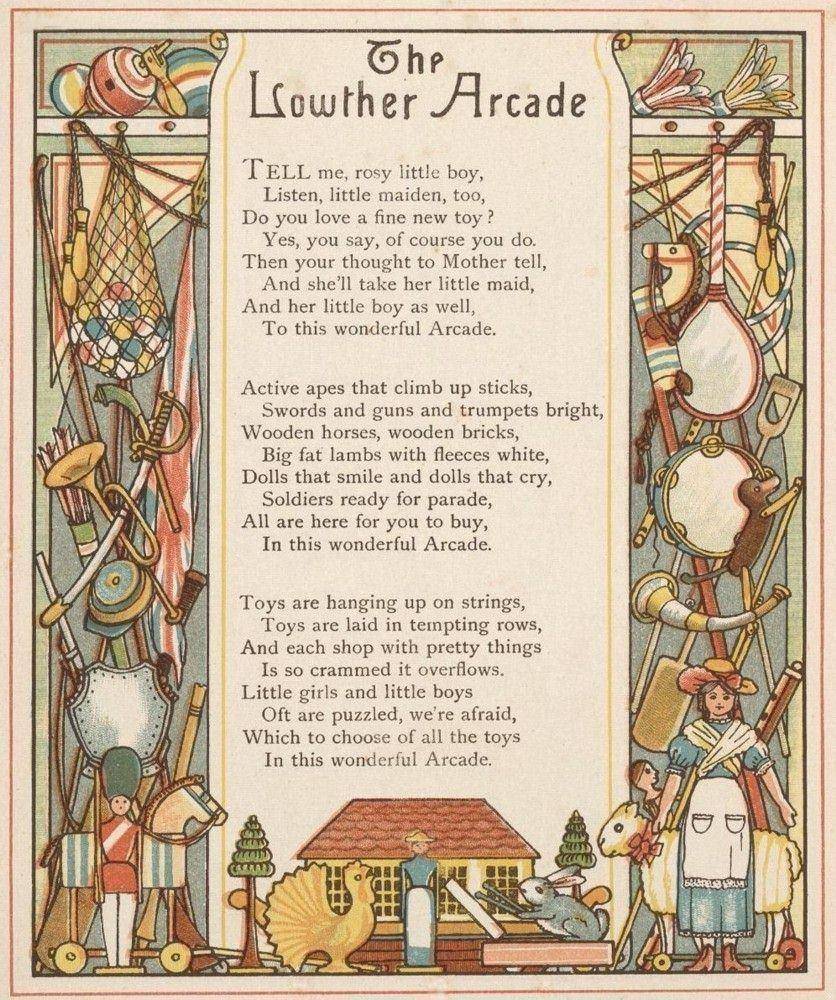 The
Lowther Arcade
TELL me, rosy little boy,
Listen, little maiden, too,
Do you love a fine new toy?
Yes, you say, of course you do.
Then your thought to Mother tell,
And she'll take her little maid,
And her little boy as well,
To this wonderful Arcade.
Active apes that climb up sticks,
Swords and guns and trumpets bright,
Wooden horses, wooden bricks,
Big fat lambs with fleeces white,
Dolls that smile and dolls that cry,
Soldiers ready for parade,
All are here for you to buy,
In this wonderful Arcade.
Toys are hanging up on strings,
Toys are laid in tempting rows,
And each shop with pretty things
Is so crammed it overflows.
Little girls and little boys
Oft are puzzled, we're afraid,
Which to choose of all the toys
In this wonderful Arcade.